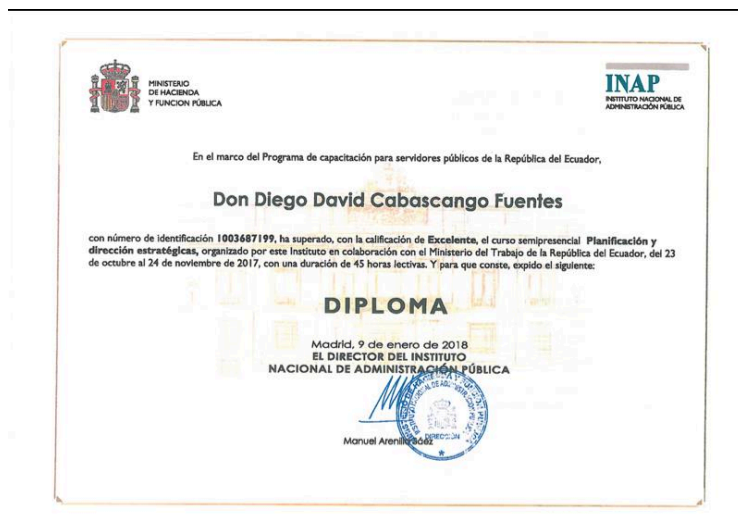 MINISTERIO
DE HACIENDA
Y FUNCION PÚBLICA
INAP
INSTITUTO NACIONAL DE
ADMINISTRACIÓN PÚBLICA
En el marco del Programa de capacitación para servidores públicos de la República del Ecuador,
Don Diego David Cabascango Fuentes
con número de identificación 1003687199, ha superado, con la calificación de Excelente, el curso semipresencial Planificación y
dirección estratégicas, organizado por este Instituto en colaboración con el Ministerio del Trabajo de la República del Ecuador, del 23
de octubre al 24 de noviembre de 2017, con una duración de 45 horas lectivas. Y para que conste, expido el siguiente:
DIPLOMA
Madrid, 9 de enero de 2018
EL DIRECTOR DEL INSTITUTO
NACIONAL DE ADMINISTRACIÓN PÚBLICA
DIRECCIÓN
Manuel Arenilla Sáez